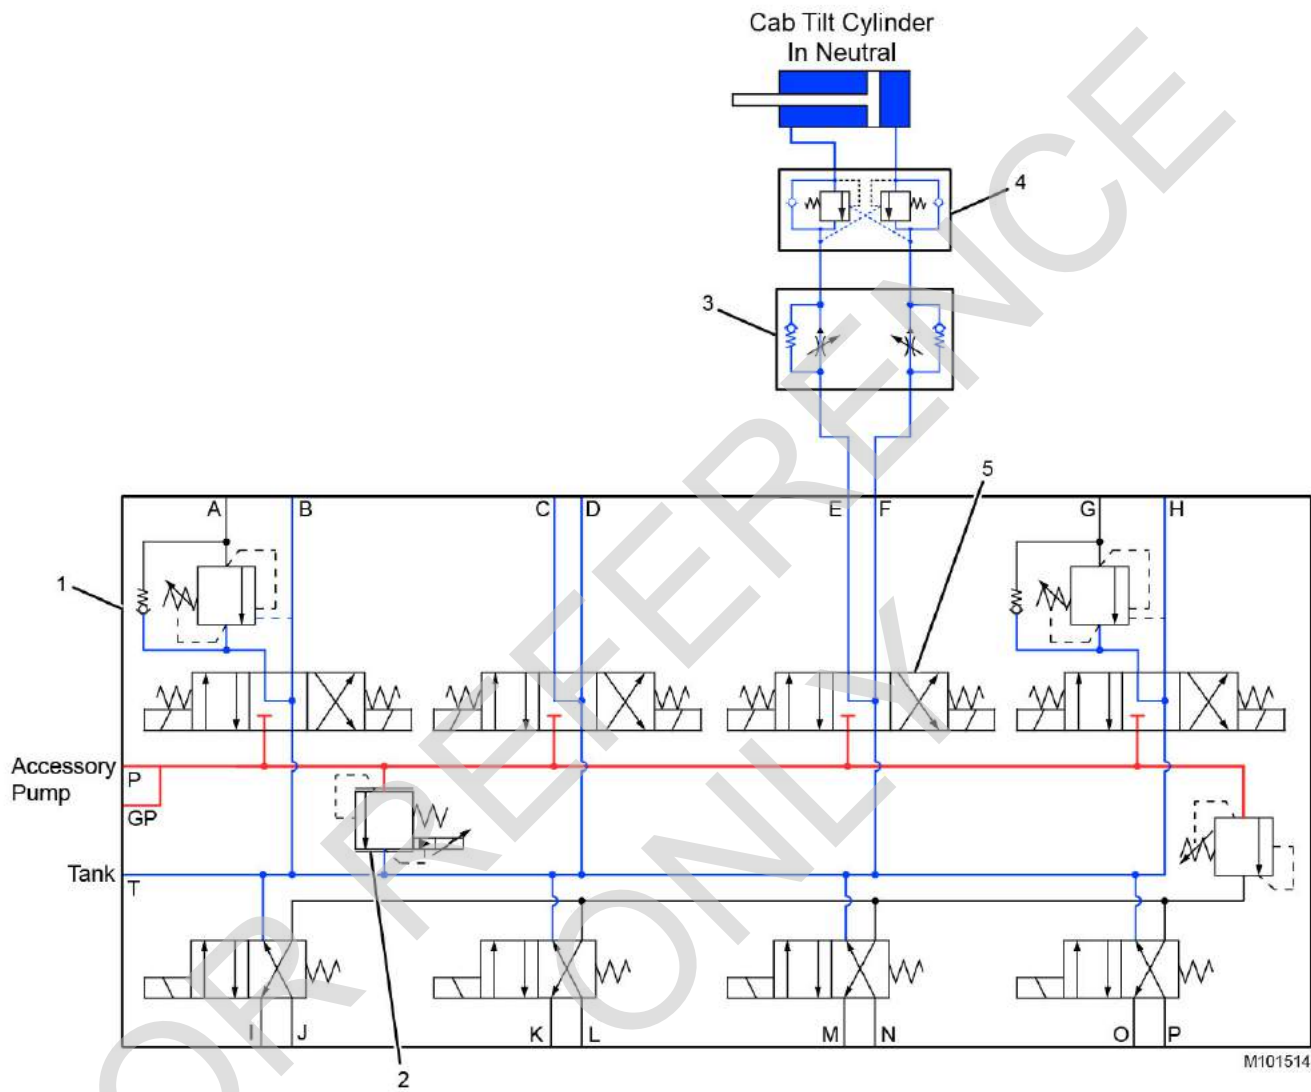 Cab Tilt Cylinder
In Neutral
4
3
5
A
B
C
D
E
F
G
H
1
Accessory
Pump
P
GP
Tank
T
I
J
K
L
M
N
O
P
M101514
2
FOR REFERENCE
ONLY